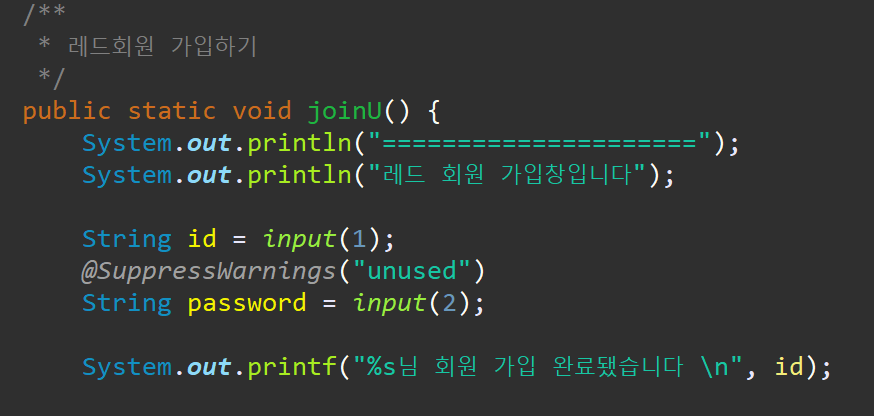 /**
 * 레드회원 가입하기
 */
public static void joinU() {
    System.out.println("=====================");
    System.out.println("레드 회원 가입창입니다");
    String id = input(1);
    @SuppressWarnings("unused")
    String password = input(2);
    System.out.printf("%s님 회원 가입 완료됐습니다 \n", id);